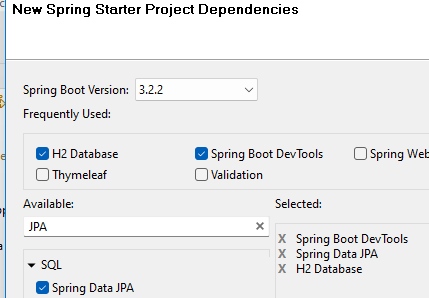 New Spring Starter Project Dependencies
Spring Boot Version: 3.2.2
Frequently Used:
H2 Database Spring Boot DevTools Spring Web
Thymeleaf Validation
Available: Selected:
JPA
X Spring Boot DevTools
X Spring Data JPA
SQL X H2 Database
Spring Data JPA